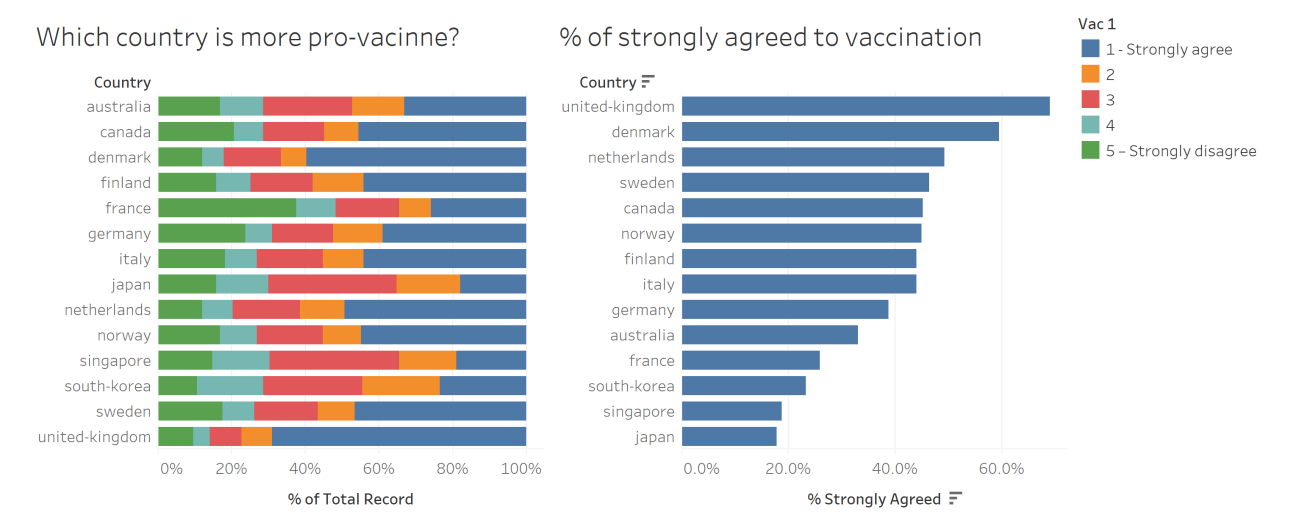 Which country is more pro-vacinne?
Country
australia
canada
denmark
finland
france
germany
italy
japan
netherlands
norway
singapore
south-korea
sweden
united-kingdom
0% 20% 40% 60% 80% 100%
% of Total Record
% of strongly agreed to vaccination
Country
united-kingdom
denmark
netherlands
sweden
canada
norway
finland
italy
germany
australia
france
south-korea
singapore
japan
0.0% 20.0% 40.0% 60.0%
% Strongly Agreed
Vac 1
1 - Strongly agree
2
3
4
5 – Strongly disagree